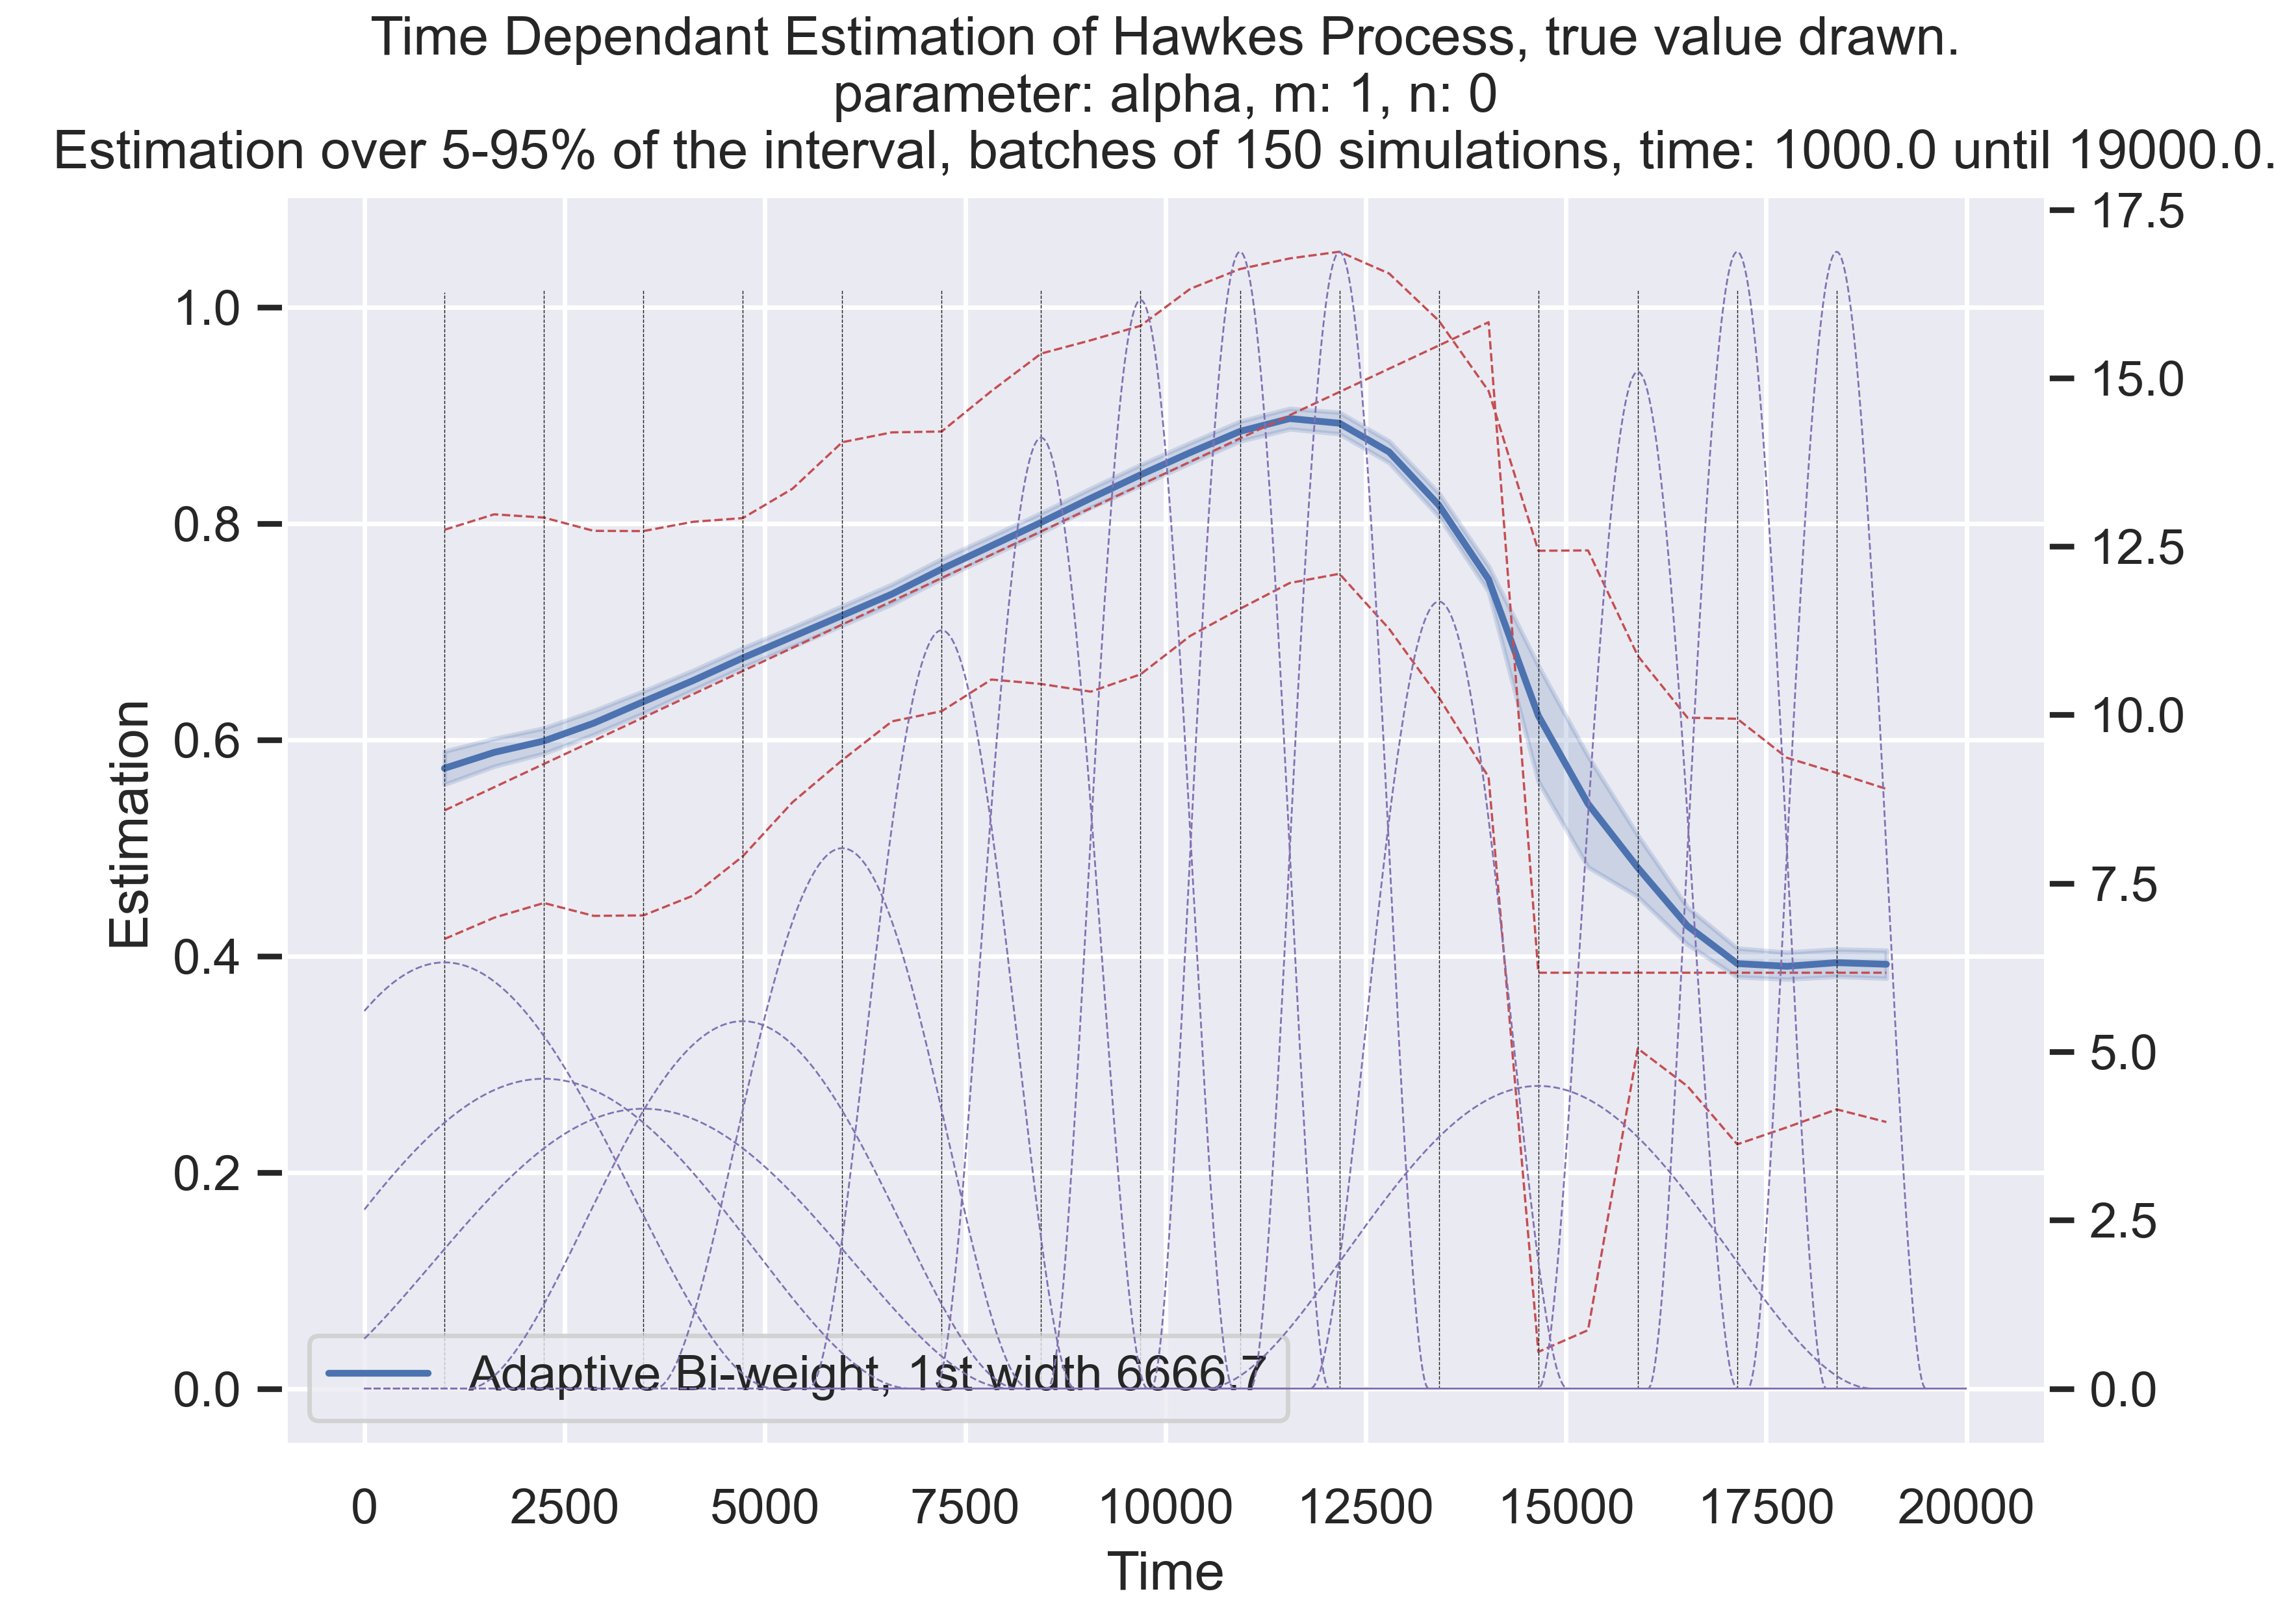 Time Dependant Estimation of Hawkes Process, true value drawn.
parameter: alpha, m: 1, n: 0
Estimation over 5-95% of the interval, batches of 150 simulations, time: 1000.0 until 19000.0.
17.5
1.0
15.0
0.8
12.5
0.6
10.0
Estimation
7.5
0.4
5.0
0.2
2.5
Adaptive Bi-weight, 1st width 6666.7
0.0
0.0
0 2500 5000 7500 10000 12500 15000 17500 20000
Time